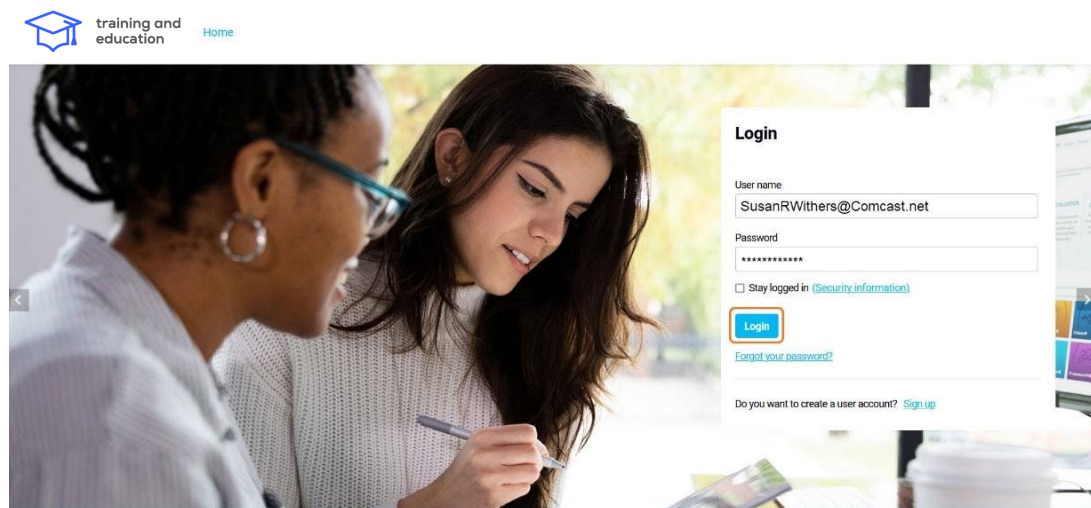 training and
education
Home
Login
User name
SusanRWithers@Comcast.net
Password
************
Stay logged in (Security information)
Login
Forgot your password?
Do you want to create a user account? Sign up